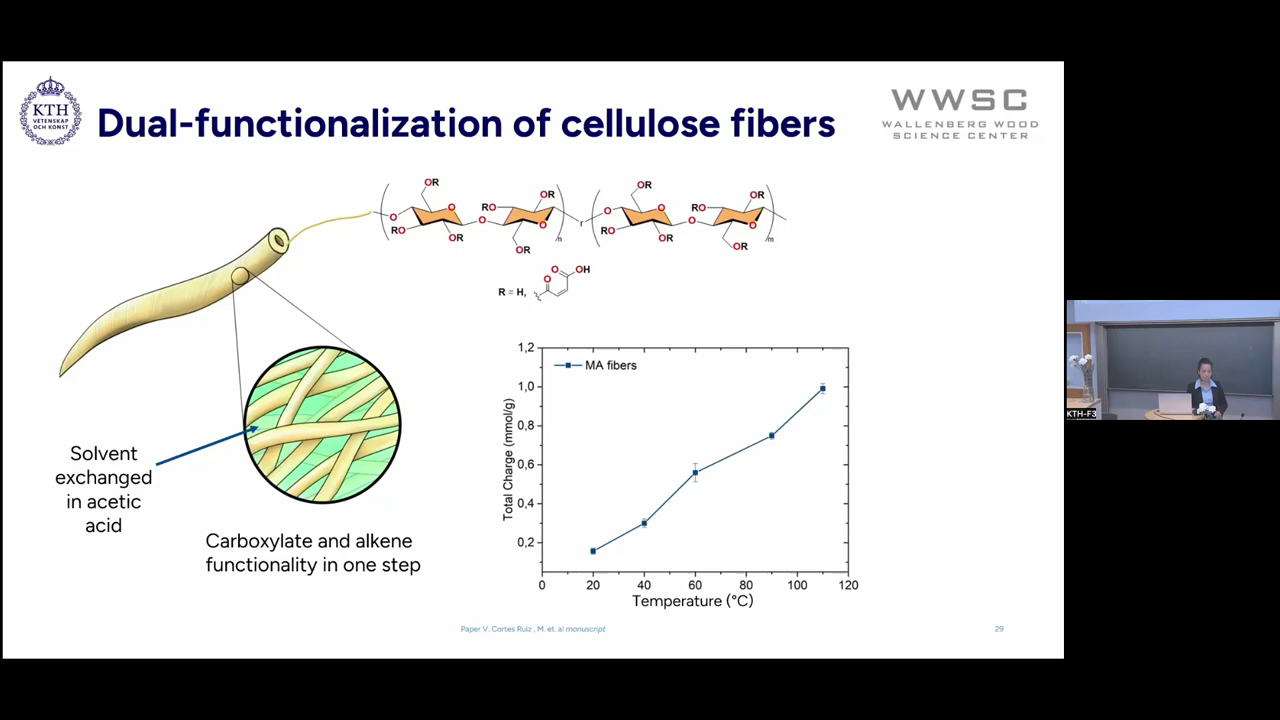 KTH
VETENSKAP
OCH KONST
Dual-functionalization of cellulose fibers
WWSC
WALLENBERG WOOD
SCIENCE CENTER
OR
OR
OR
OR
O
RO
O
RO
O
RO
O
RO
O
O
O
O
RO
OR
n
r
RO
OR
m
OR
OR
O
OH
O
R = H,
Solvent
exchanged
in acetic
acid
Carboxylate and alkene
functionality in one step
MA fibers
Total Charge (mmol/g)
1,2
1,0
0,8
0,6
0,4
0,2
0 20 40 60 80 100 120
Temperature (°C)
Paper V. Cortes Ruiz , M. et. al manuscript
29
KTH-F3